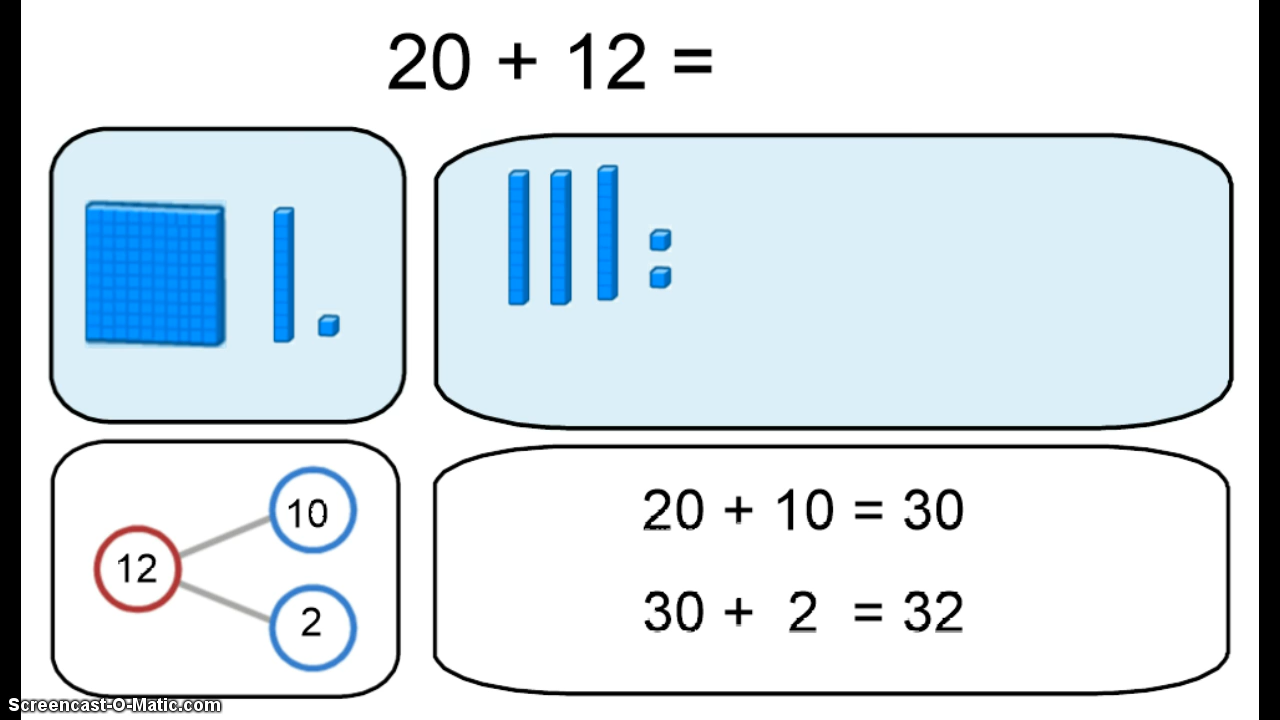 20 + 12 =
10
12
2
20 + 10 = 30
30 + 2 = 32
Screencast-O-Matic.com